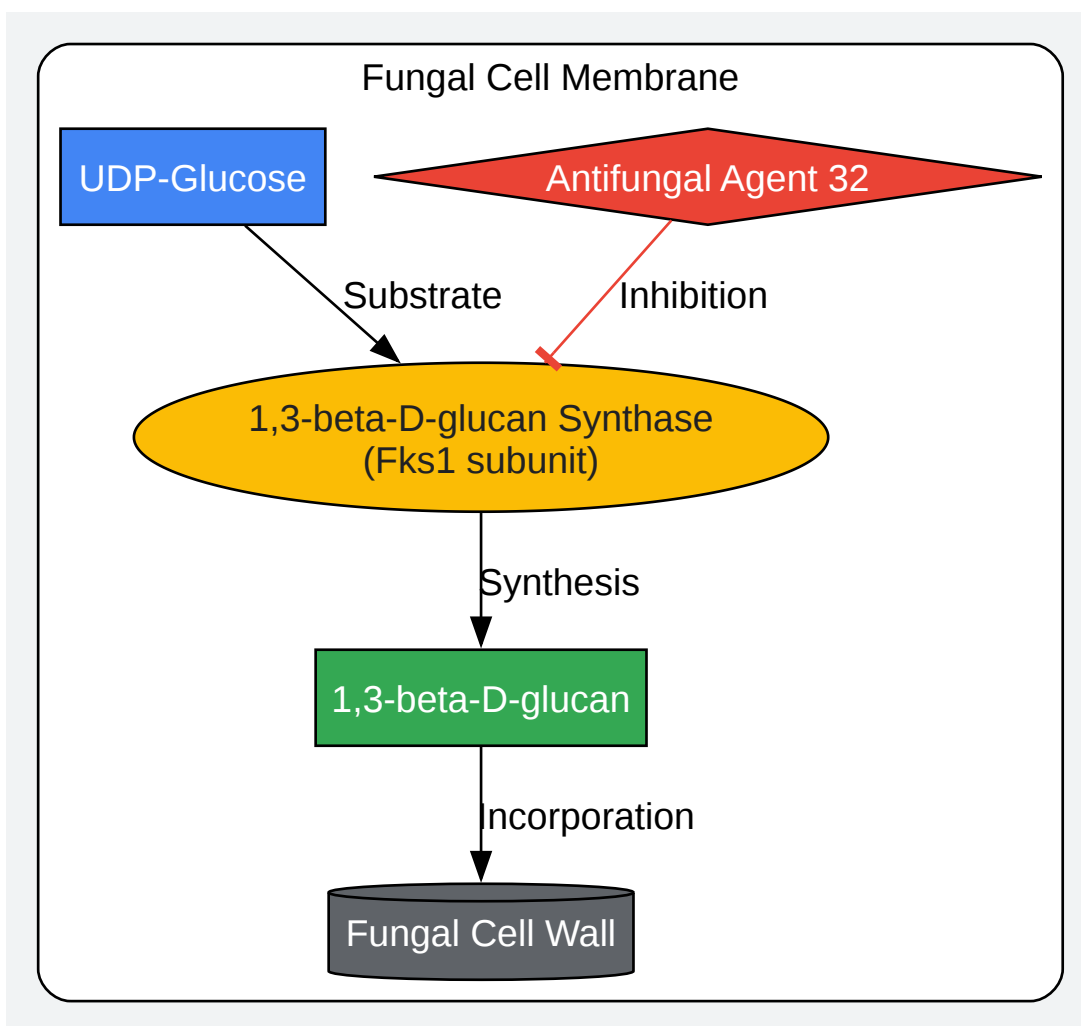 Fungal Cell Membrane
UDP-Glucose
Antifungal Agent 32
Substrate
Inhibition
1,3-beta-D-glucan Synthase
(Fks1 subunit)
Synthesis
1,3-beta-D-glucan
Incorporation
Fungal Cell Wall